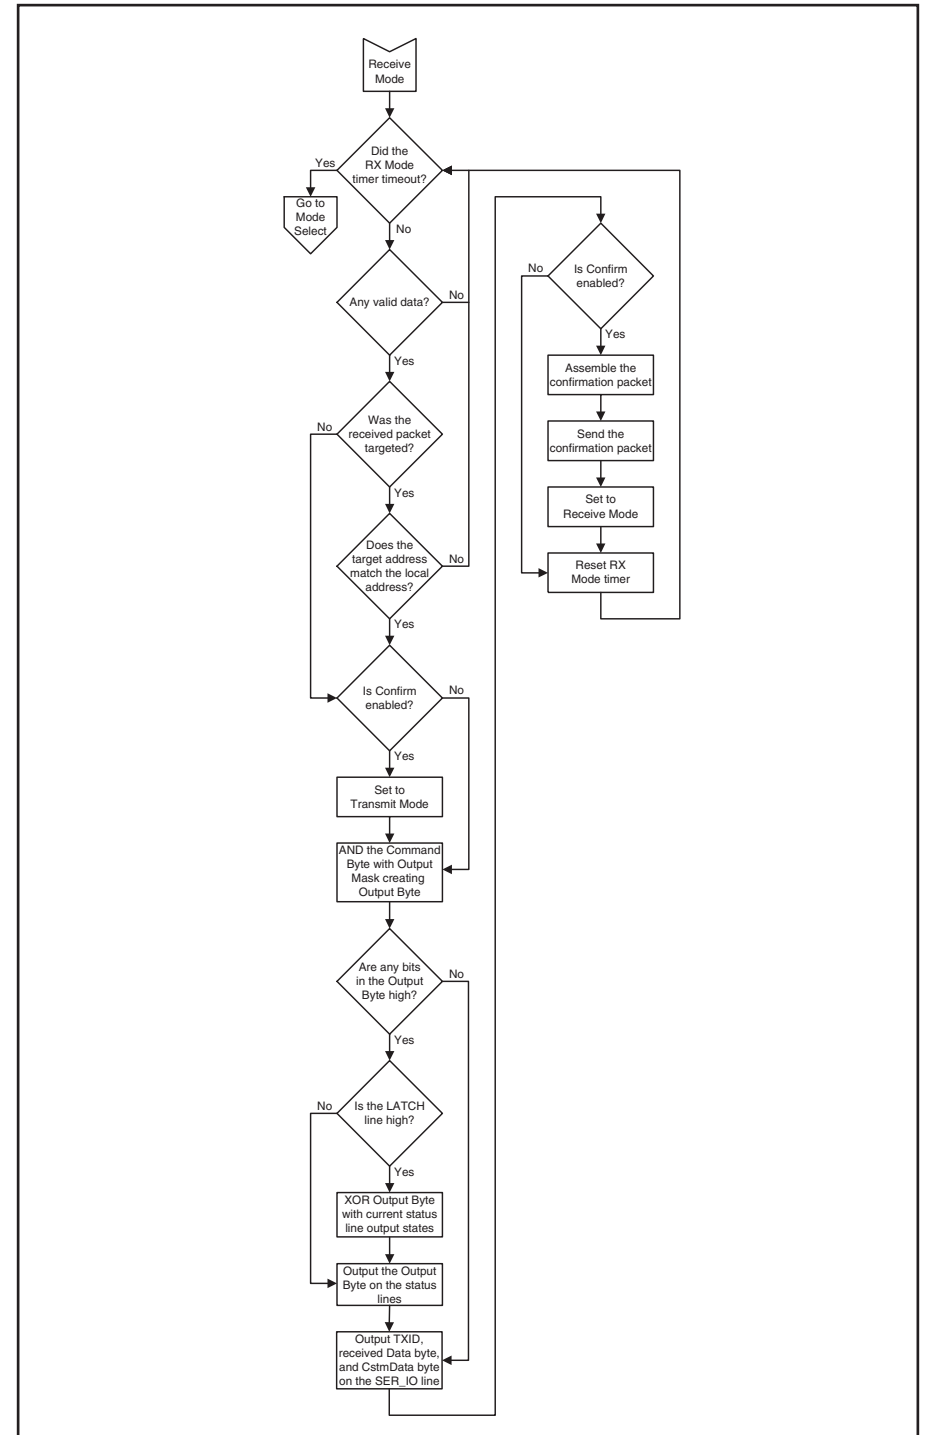 Receive
Mode
Did the
RX Mode
timer timeout?
Yes
Go to
Mode
Select
No
Any valid data?
No
Yes
Was the
received packet
targeted?
No
Yes
Does the
target address
match the local
address?
No
Yes
Is Confirm
enabled?
No
Yes
Set to
Transmit Mode
AND the Command
Byte with Output
Mask creating
Output Byte
Are any bits
in the Output
Byte high?
No
Yes
Is the LATCH
line high?
No
Yes
XOR Output Byte
with current status
line output states
Output the Output
Byte on the status
lines
Output TXID,
received Data byte,
and CstmData byte
on the SER_IO line
Is Confirm
enabled?
No
Yes
Assemble the
confirmation packet
Send the
confirmation packet
Set to
Receive Mode
Reset RX
Mode timer